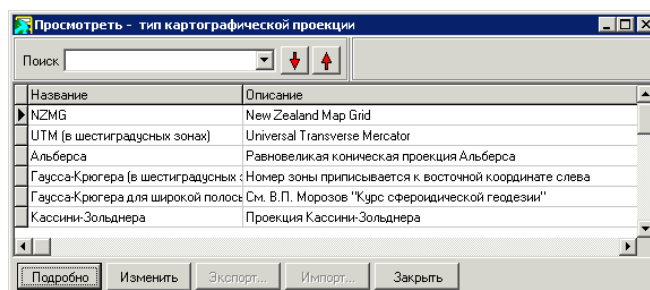 Просмотреть - тип картографической проекции
Поиск
Название Описание
NZMG New Zealand Map Grid
UTM (в шестиградусных зонах) Universal Transverse Mercator
Альберса Равновеликая коническая проекция Альберса
Гаусса-Крюгера (в шестиградусных Номер зоны приписывается к восточной координате слева
Гаусса-Крюгера для широкой полось См. В.П. Морозов "Курс сфероидической геодезии"
Кассини-Зольднера Проекция Кассини-Зольднера
Подробно Изменить Экспорт... Импорт... Закрыть